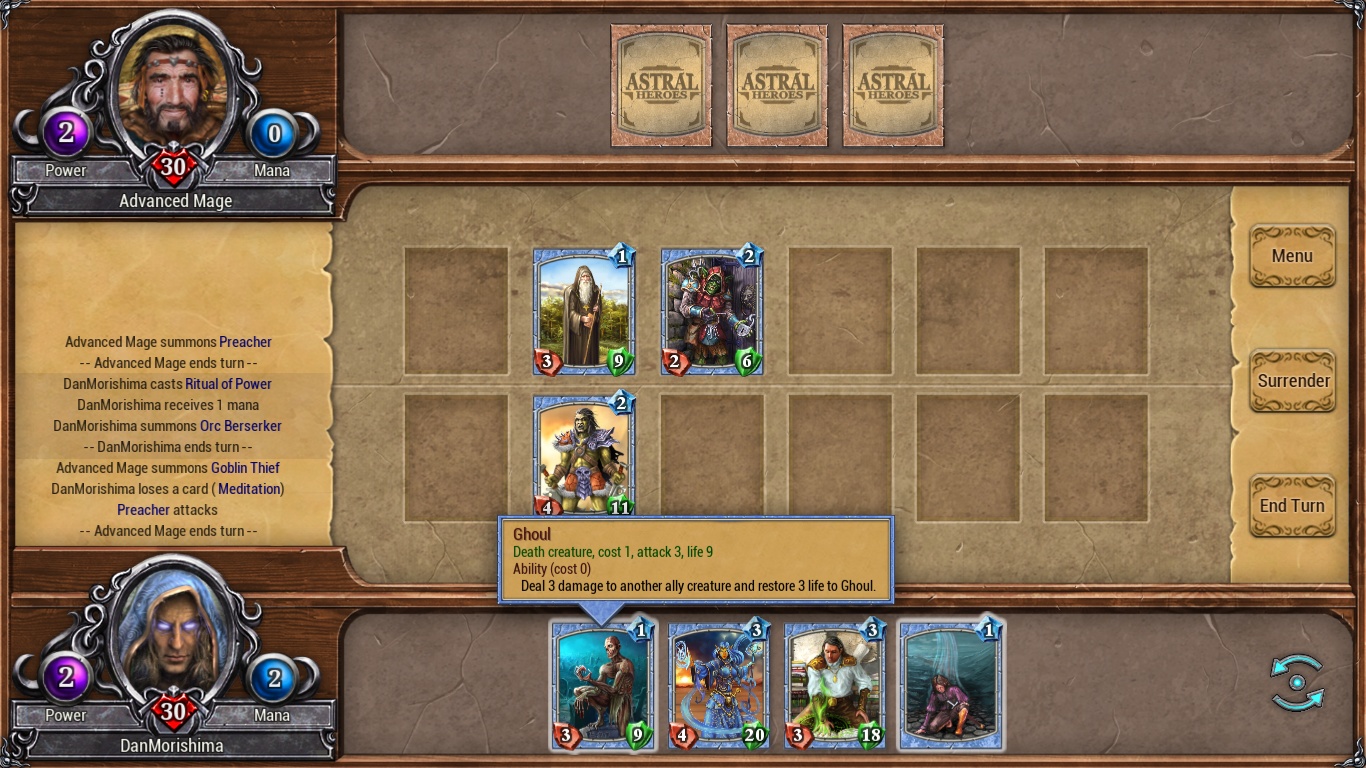 2
0
30
Power
Mana
Advanced Mage
ASTRAL
HEROES
ASTRAL
HEROES
ASTRAL
HEROES
Advanced Mage summons Preacher
-- Advanced Mage ends turn --
DanMorishima casts Ritual of Power
DanMorishima receives 1 mana
DanMorishima summons Orc Berserker
-- DanMorishima ends turn --
Advanced Mage summons Goblin Thief
DanMorishima loses a card ( Meditation)
Preacher attacks
-- Advanced Mage ends turn --
1
3
9
2
2
6
2
4
11
Menu
Surrender
End Turn
Ghoul
Death creature, cost 1, attack 3, life 9
Ability (cost 0)
Deal 3 damage to another ally creature and restore 3 life to Ghoul.
2
2
30
Power
Mana
DanMorishima
1
3
9
3
4
20
3
3
18
1